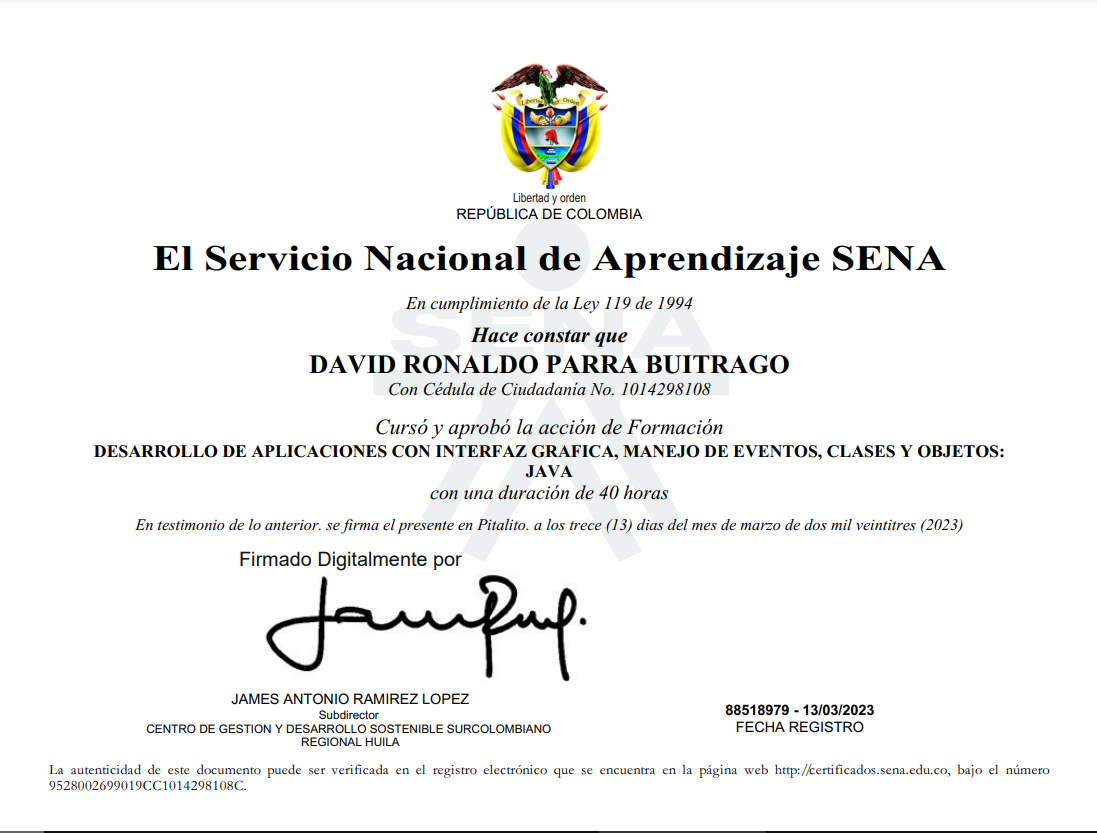 Libertad y Orden
Libertad y orden
REPÚBLICA DE COLOMBIA
El Servicio Nacional de Aprendizaje SENA
En cumplimiento de la Ley 119 de 1994
SENA
Hace constar que
DAVID RONALDO PARRA BUITRAGO
Con Cédula de Ciudadanía No. 1014298108
Cursó y aprobó la acción de Formación
DESARROLLO DE APLICACIONES CON INTERFAZ GRAFICA, MANEJO DE EVENTOS, CLASES Y OBJETOS:
JAVA
con una duración de 40 horas
En testimonio de lo anterior. se firma el presente en Pitalito. a los trece (13) dias del mes de marzo de dos mil veintitres (2023)
Firmado Digitalmente por
JAMES ANTONIO RAMIREZ LOPEZ
Subdirector
CENTRO DE GESTION Y DESARROLLO SOSTENIBLE SURCOLOMBIANO
REGIONAL HUILA
88518979 - 13/03/2023
FECHA REGISTRO
La autenticidad de este documento puede ser verificada en el registro electrónico que se encuentra en la página web http://certificados.sena.edu.co, bajo el número
9528002699019CC1014298108C.